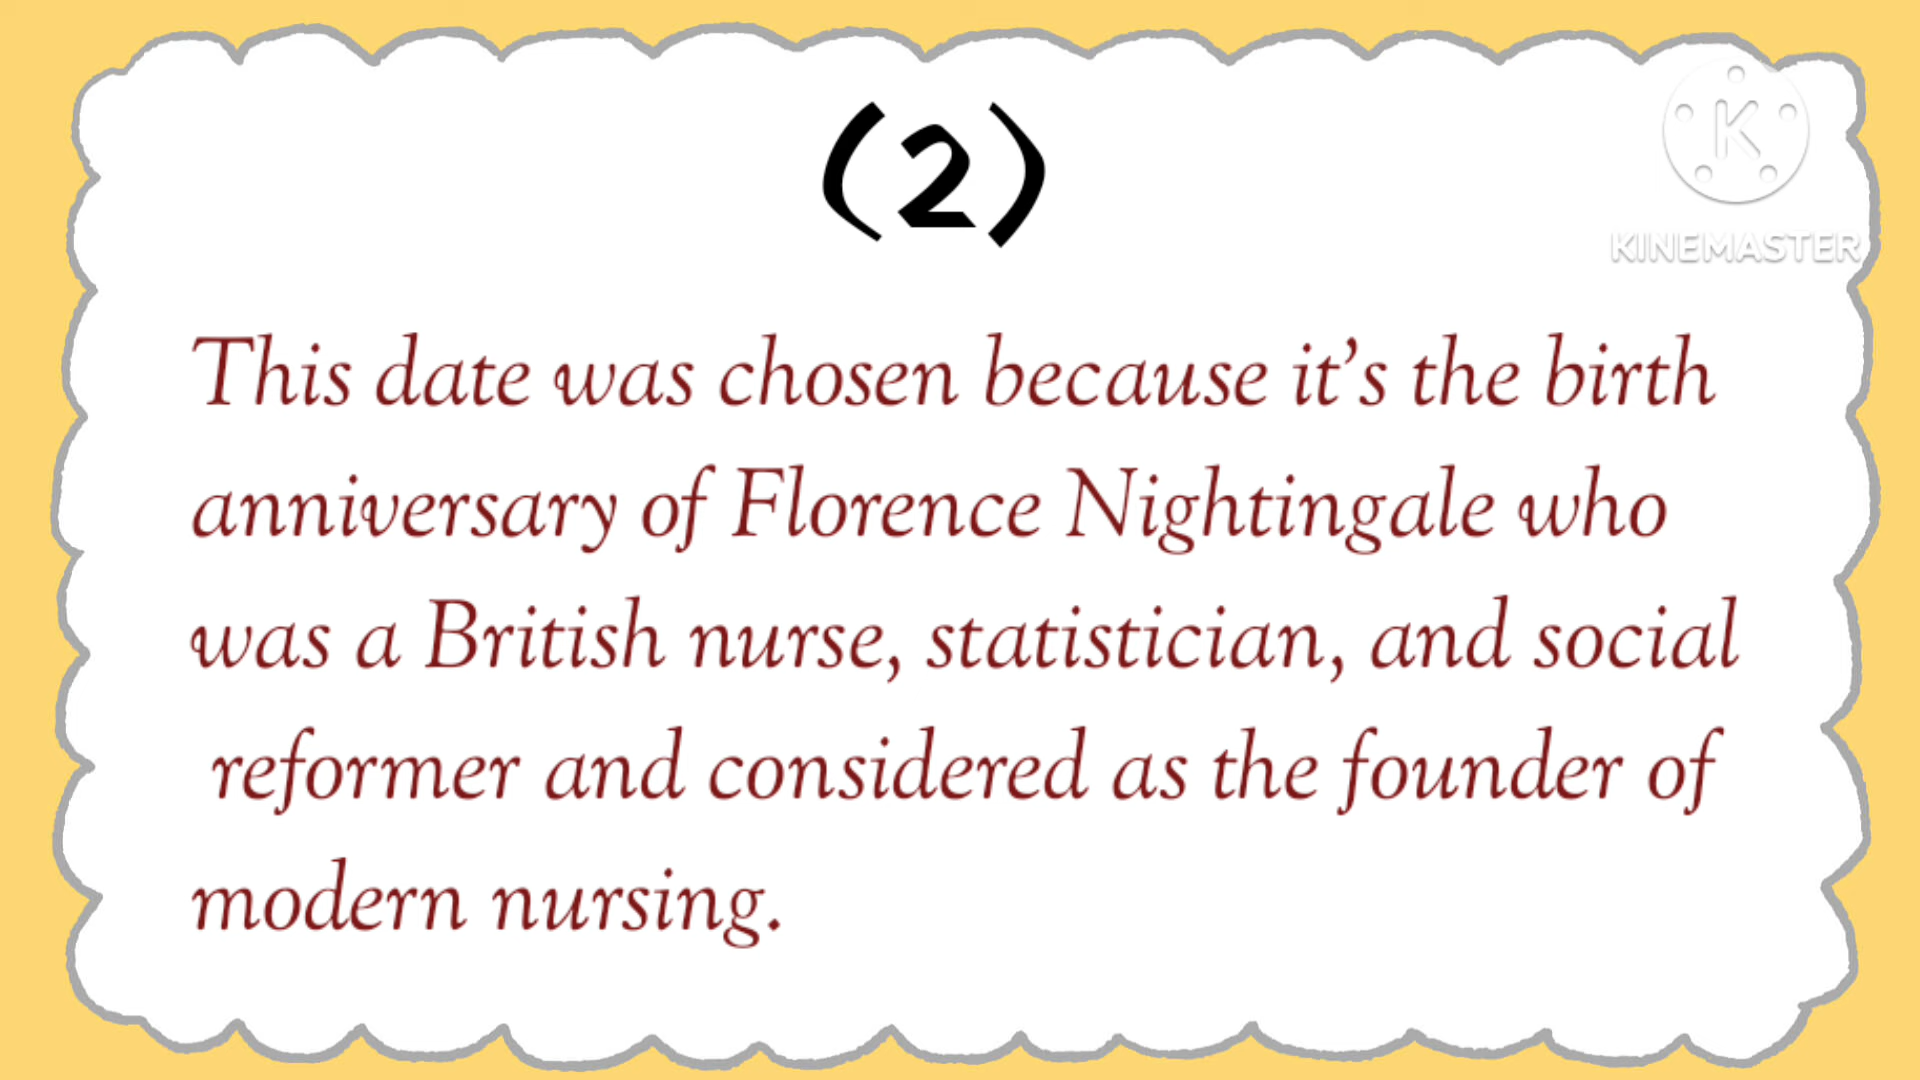 (2)
KINEMASTER
This date was chosen because it’s the birth
anniversary of Florence Nightingale who
was a British nurse, statistician, and social
reformer and considered as the founder of
modern nursing.